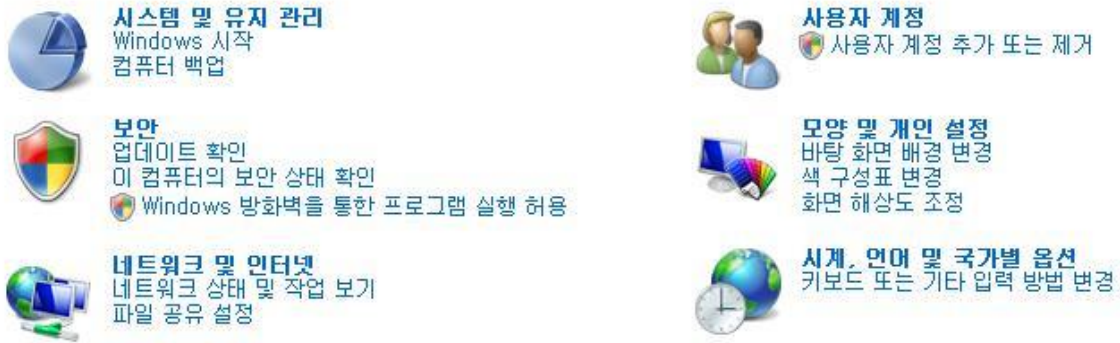 시스템 및 유지 관리
Windows 시작
컴퓨터 백업
보안
업데이트 확인
이 컴퓨터의 보안 상태 확인
Windows 방화벽을 통한 프로그램 실행 허용
네트워크 및 인터넷
네트워크 상태 및 작업 보기
파일 공유 설정
사용자 계정
사용자 계정 추가 또는 제거
모양 및 개인 설정
바탕 화면 배경 변경
색 구성표 변경
화면 해상도 조정
시계, 언어 및 국가별 옵션
키보드 또는 기타 입력 방법 변경